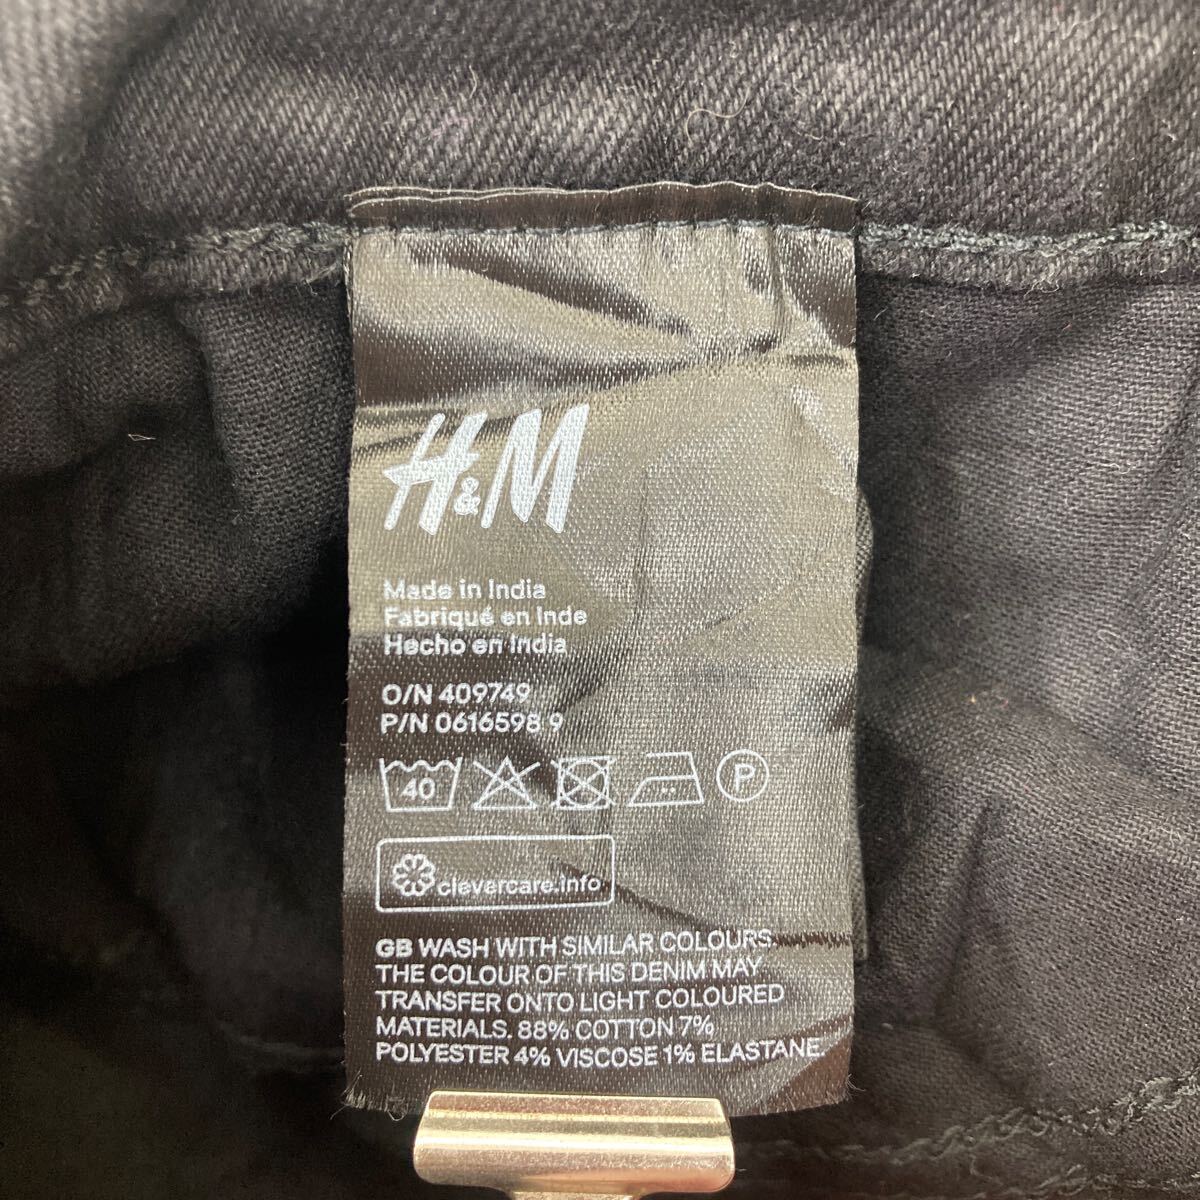 H&M
Made in India
Fabriqué en Inde
Hecho en India
O/N 409749
P/N 0616598 9
40 P
clevercare.info
GB WASH WITH SIMILAR COLOURS.
THE COLOUR OF THIS DENIM MAY
TRANSFER ONTO LIGHT COLOURED
MATERIALS. 88% COTTON 7%
POLYESTER 4% VISCOSE 1% ELASTANE.